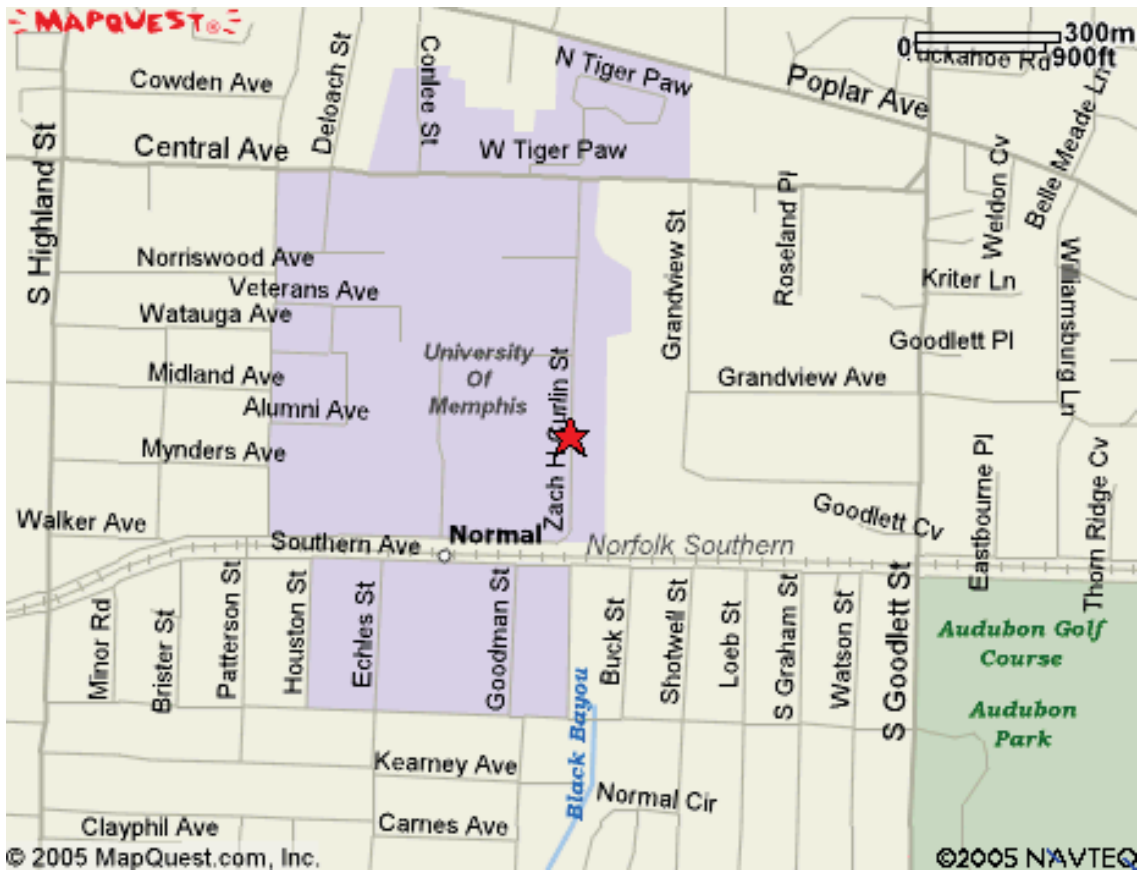 MAPQUEST
0 300m
900ft
Deloach St
Conlee St
N Tiger Paw
uckahoe Rd
Cowden Ave
Poplar Ave
Belle Meade Ln
S Highland St
Central Ave
W Tiger Paw
Weldon Cv
Roseland Pl
Grandview St
Norriswood Ave
Veterans Ave
Kriter Ln
Williamsburg Ln
Watauga Ave
University
Of
Memphis
Goodlett Pl
Midland Ave
Grandview Ave
Alumni Ave
Zach H Curlin St
Mynders Ave
Eastbourne Pl
Thorn Ridge Cv
Walker Ave
Goodlett Cv
Southern Ave
Normal
Norfolk Southern
Minor Rd
Brister St
Patterson St
Houston St
Echles St
Goodman St
Buck St
Shotwell St
Loeb St
S Graham St
Watson St
S Goodlett St
Audubon Golf
Course
Audubon
Park
Black Bayou
Kearney Ave
Normal Cir
Clayphil Ave
Carnes Ave
© 2005 MapQuest.com, Inc.
©2005 NAVTEQ